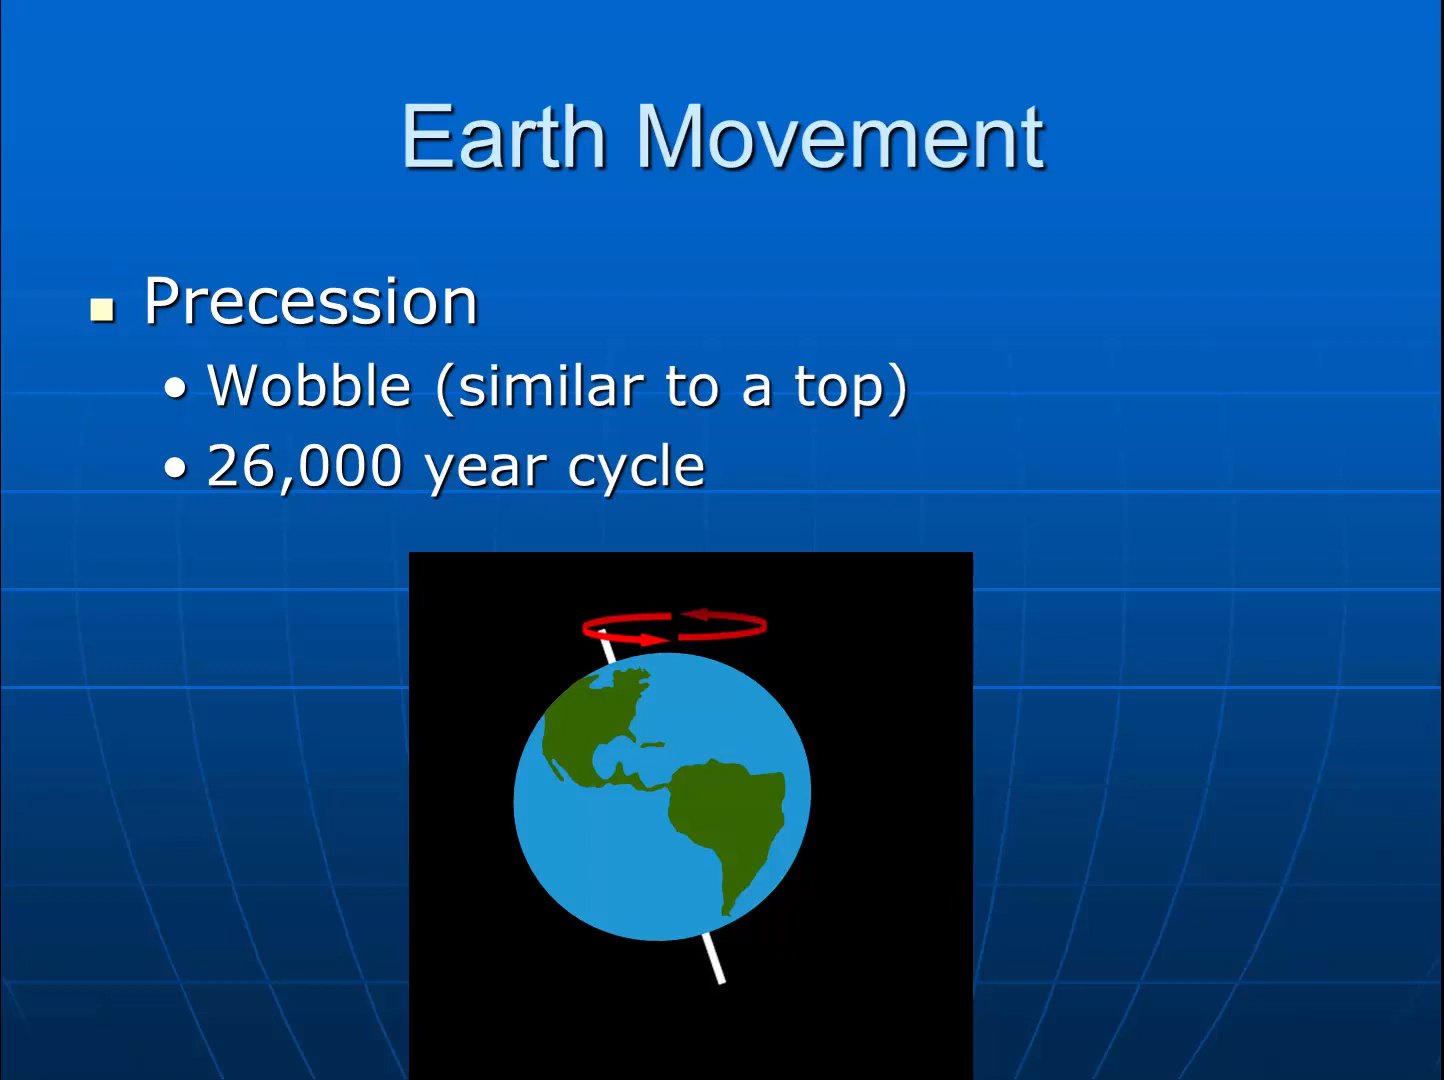 Earth Movement
Precession
Wobble (similar to a top)
26,000 year cycle